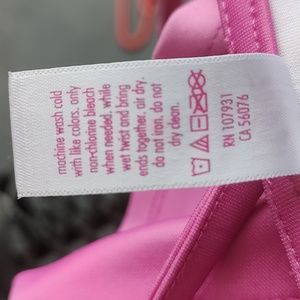 machine wash cold
with like colors. only
non-chlorine bleach
when needed. while
wet twist and bring
ends together. air dry.
do not iron. do not
dry clean.
RN 107931
CA 56076